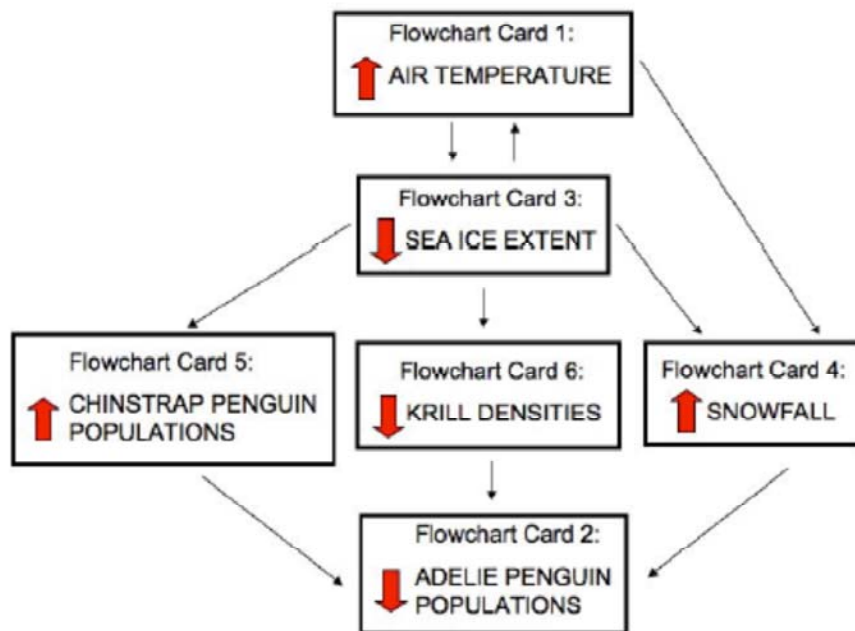 Flowchart Card 1:
AIR TEMPERATURE
Flowchart Card 3:
SEA ICE EXTENT
Flowchart Card 5:
CHINSTRAP PENGUIN
POPULATIONS
Flowchart Card 6:
KRILL DENSITIES
Flowchart Card 4:
SNOWFALL
Flowchart Card 2:
ADELIE PENGUIN
POPULATIONS